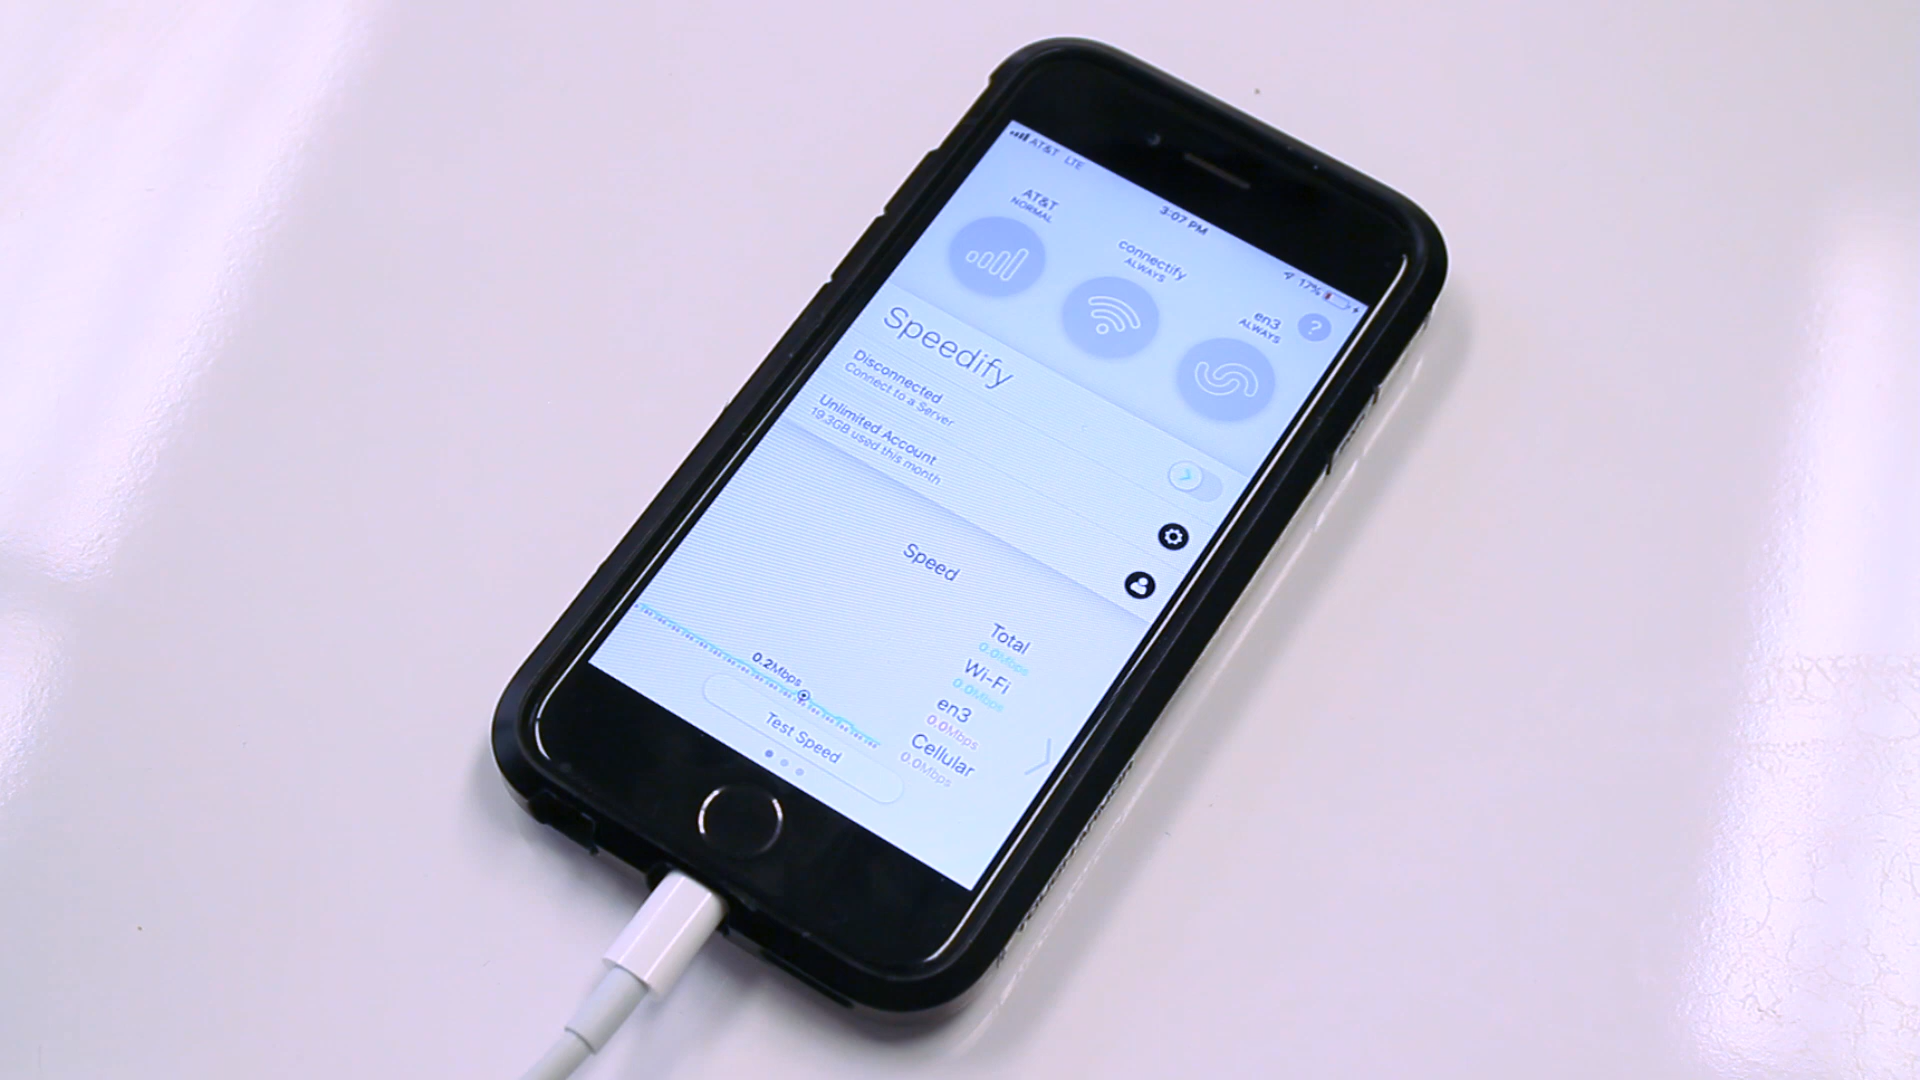 AT&T LTE
3:07 PM
17%
AT&T
NORMAL
connectify
ALWAYS
en3
ALWAYS
?
Speedify
Disconnected
Connect to a Server
Unlimited Account
19.3GB used this month
Speed
0.2Mbps
Test Speed
Total
0.0Mbps
Wi-Fi
0.0Mbps
en3
0.0Mbps
Cellular
0.0Mbps